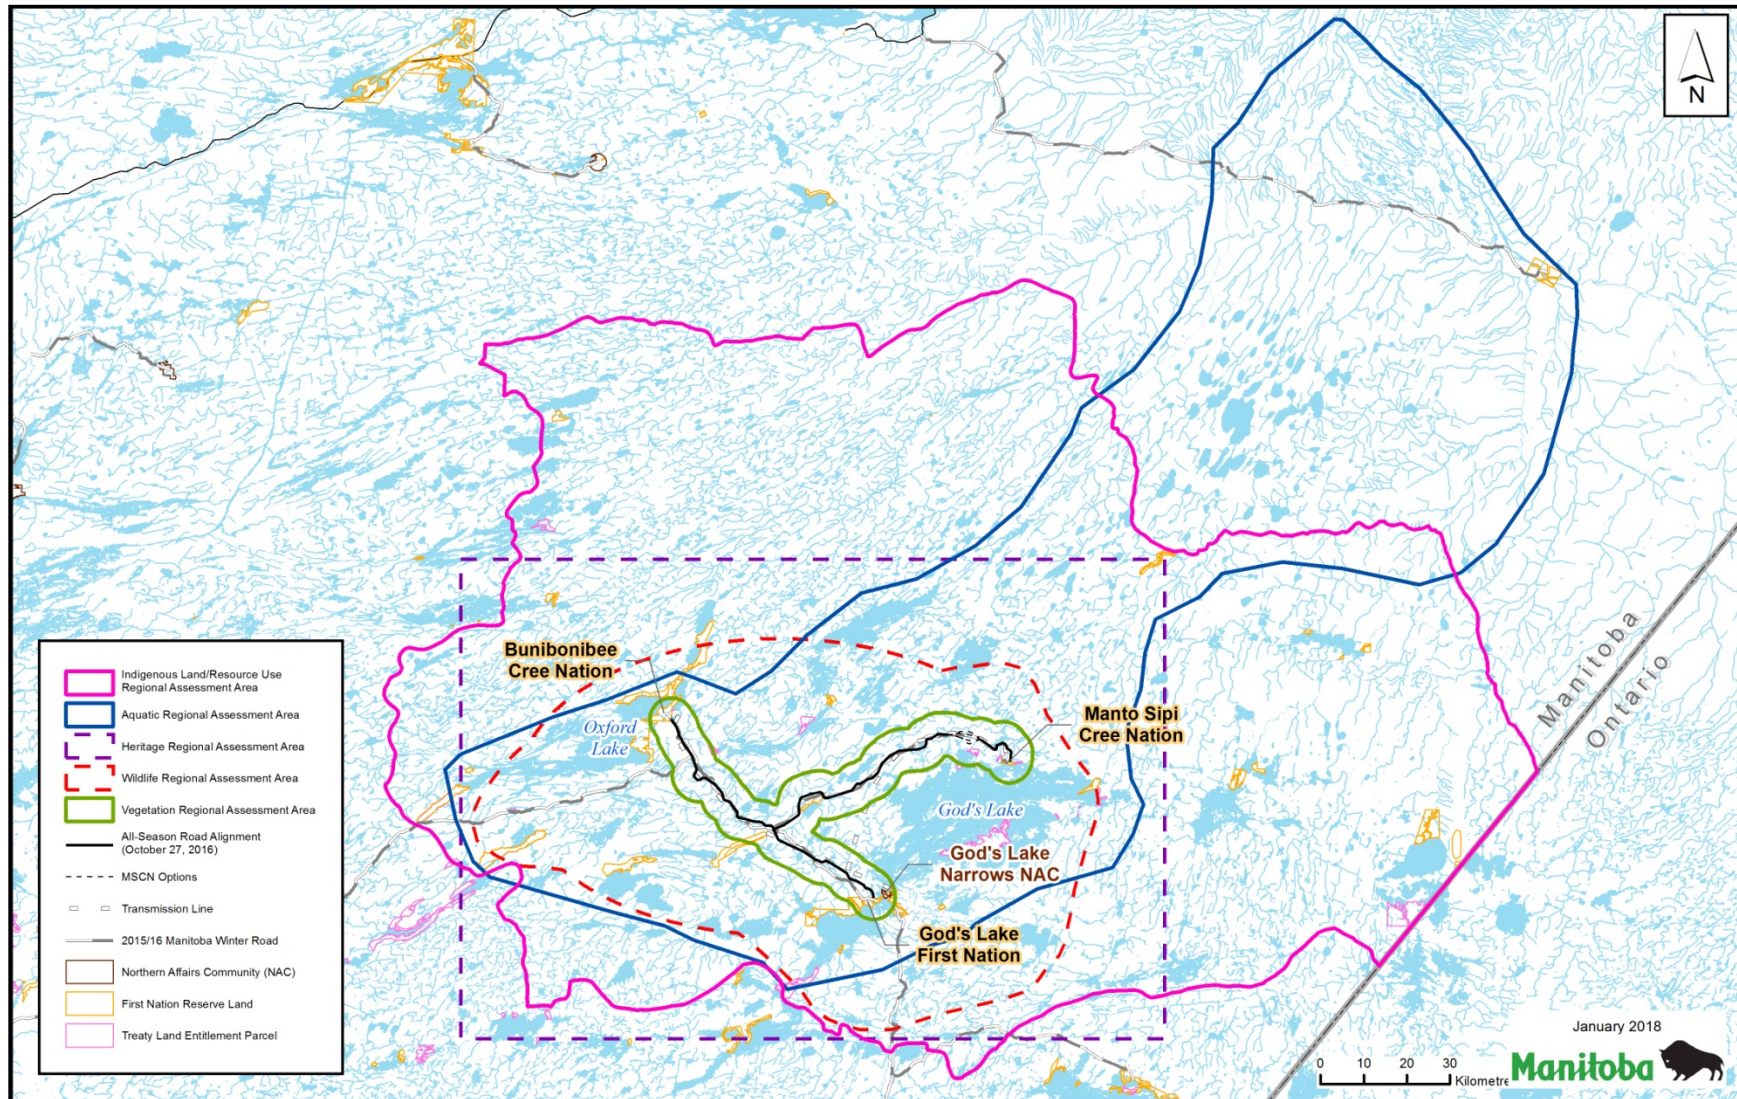 N
Bunibonibee
Cree Nation
Oxford
Lake
Manto Sipi
Cree Nation
God's Lake
God's Lake
Narrows NAC
God's Lake
First Nation
Manitoba
Ontario
Indigenous Land/Resource Use
Regional Assessment Area
Aquatic Regional Assessment Area
Heritage Regional Assessment Area
Wildlife Regional Assessment Area
Vegetation Regional Assessment Area
All-Season Road Alignment
(October 27, 2016)
MSCN Options
Transmission Line
2015/16 Manitoba Winter Road
Northern Affairs Community (NAC)
First Nation Reserve Land
Treaty Land Entitlement Parcel
January 2018
0 10 20 30
Kilometre
Manitoba